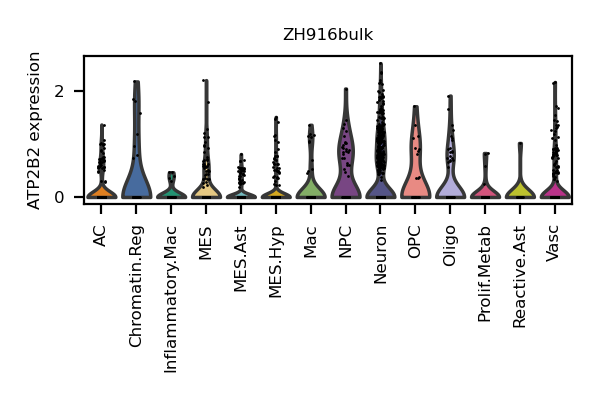 ZH916bulk
ATP2B2 expression
2
0
AC
Chromatin.Reg
Inflammatory.Mac
MES
MES.Ast
MES.Hyp
Mac
NPC
Neuron
OPC
Oligo
Prolif.Metab
Reactive.Ast
Vasc